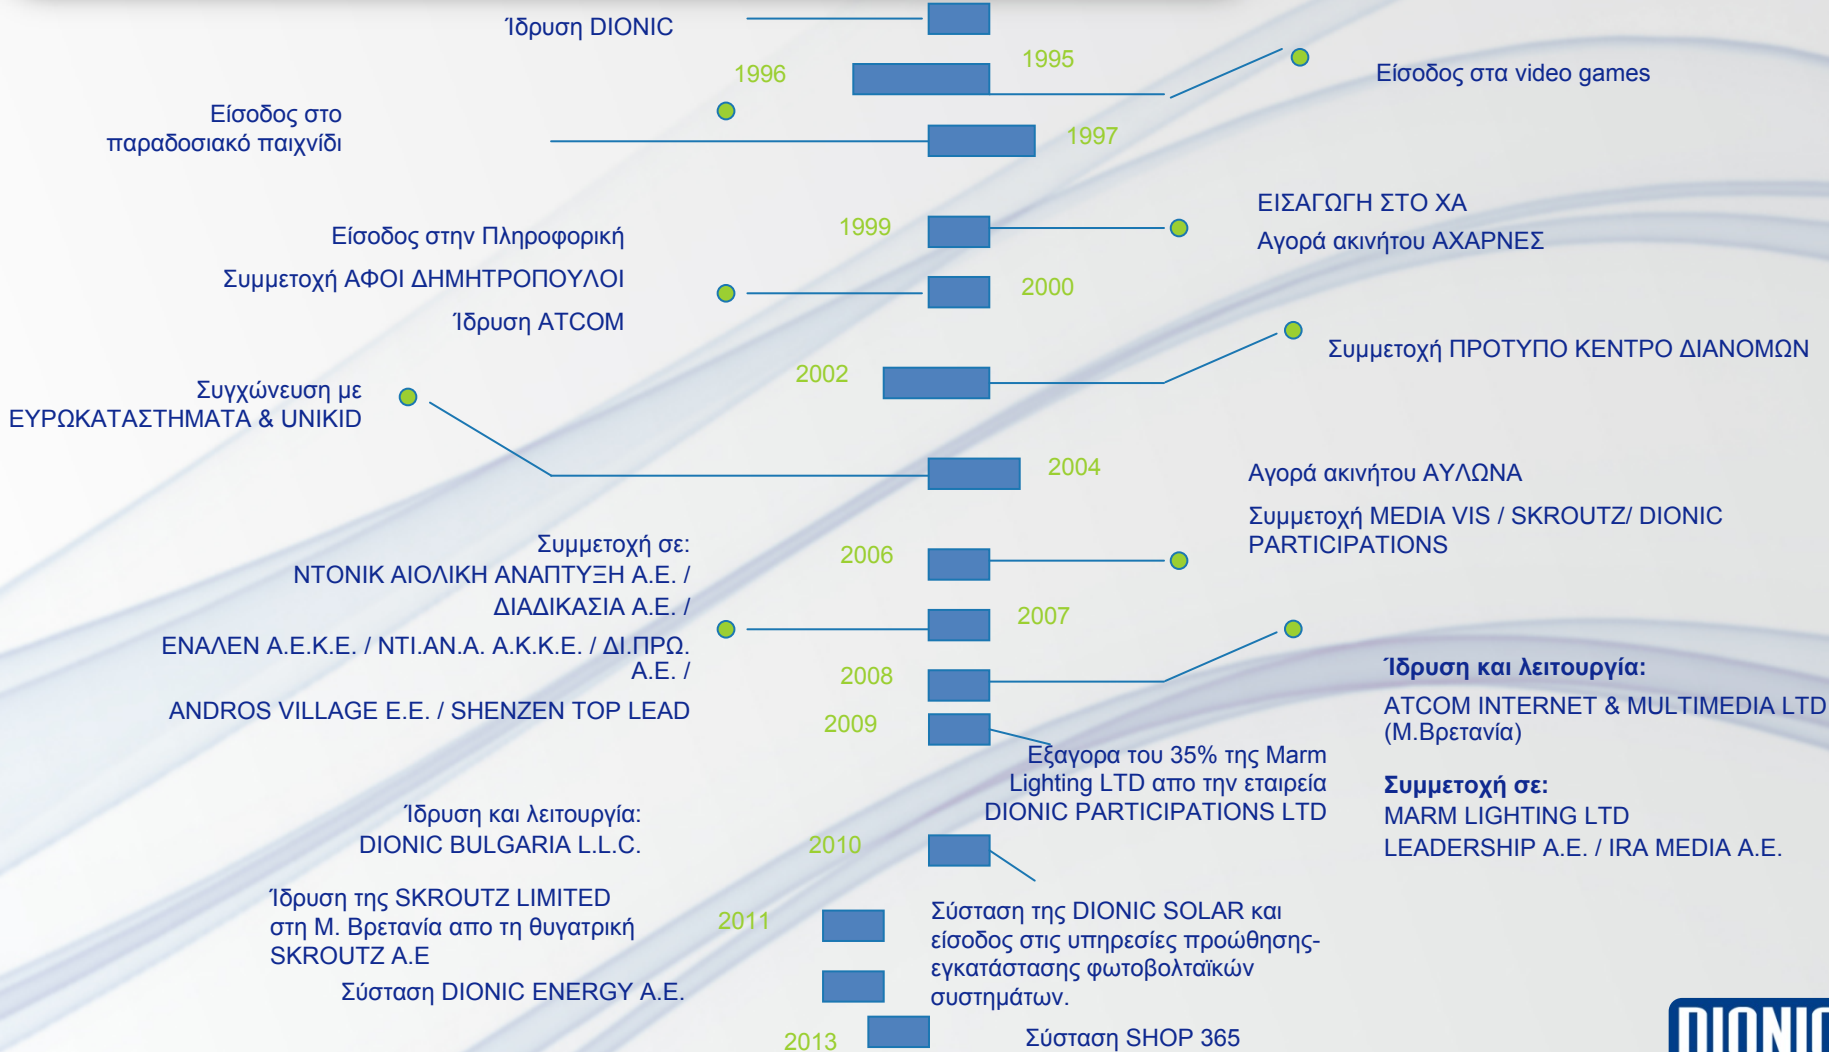 Ίδρυση DIONIC
1995
1996
Είσοδος στα video games
Είσοδος στο
παραδοσιακό παιχνίδι
1997
ΕΙΣΑΓΩΓΗ ΣΤΟ ΧΑ
Αγορά ακινήτου ΑΧΑΡΝΕΣ
1999
Είσοδος στην Πληροφορική
Συμμετοχή ΑΦΟΙ ΔΗΜΗΤΡΟΠΟΥΛΟΙ
Ίδρυση ATCOM
2000
Συμμετοχή ΠΡΟΤΥΠΟ ΚΕΝΤΡΟ ΔΙΑΝΟΜΩΝ
2002
Συγχώνευση με
ΕΥΡΩΚΑΤΑΣΤΗΜΑΤΑ & UNIKID
2004
Αγορά ακινήτου ΑΥΛΩΝΑ
Συμμετοχή MEDIA VIS / SKROUTZ/ DIONIC
PARTICIPATIONS
2006
Συμμετοχή σε:
ΝΤΟΝΙΚ ΑΙΟΛΙΚΗ ΑΝΑΠΤΥΞΗ Α.Ε. /
ΔΙΑΔΙΚΑΣΙΑ Α.Ε. /
ΕΝΑΛΕΝ Α.Ε.Κ.Ε. / ΝΤΙ.ΑΝ.Α. Α.Κ.Κ.Ε. / ΔΙ.ΠΡΩ.
Α.Ε. /
ANDROS VILLAGE Ε.Ε. / SHENZEN TOP LEAD
2007
2008
Ίδρυση και λειτουργία:
ATCOM INTERNET & MULTIMEDIA LTD
(Μ.Βρετανία)
Συμμετοχή σε:
MARM LIGHTING LTD
LEADERSHIP Α.Ε. / IRA MEDIA Α.Ε.
2009
Εξαγορα του 35% της Marm
Lighting LTD απο την εταιρεία
DIONIC PARTICIPATIONS LTD
Ίδρυση και λειτουργία:
DIONIC BULGARIA L.L.C.
2010
Σύσταση της DIONIC SOLAR και
είσοδος στις υπηρεσίες προώθησης-
εγκατάστασης φωτοβολταϊκών
συστημάτων.
Ίδρυση της SKROUTZ LIMITED
στη Μ. Βρετανία απο τη θυγατρική
SKROUTZ Α.Ε
2011
Σύσταση DIONIC ENERGY Α.Ε.
2013
Σύσταση SHOP 365